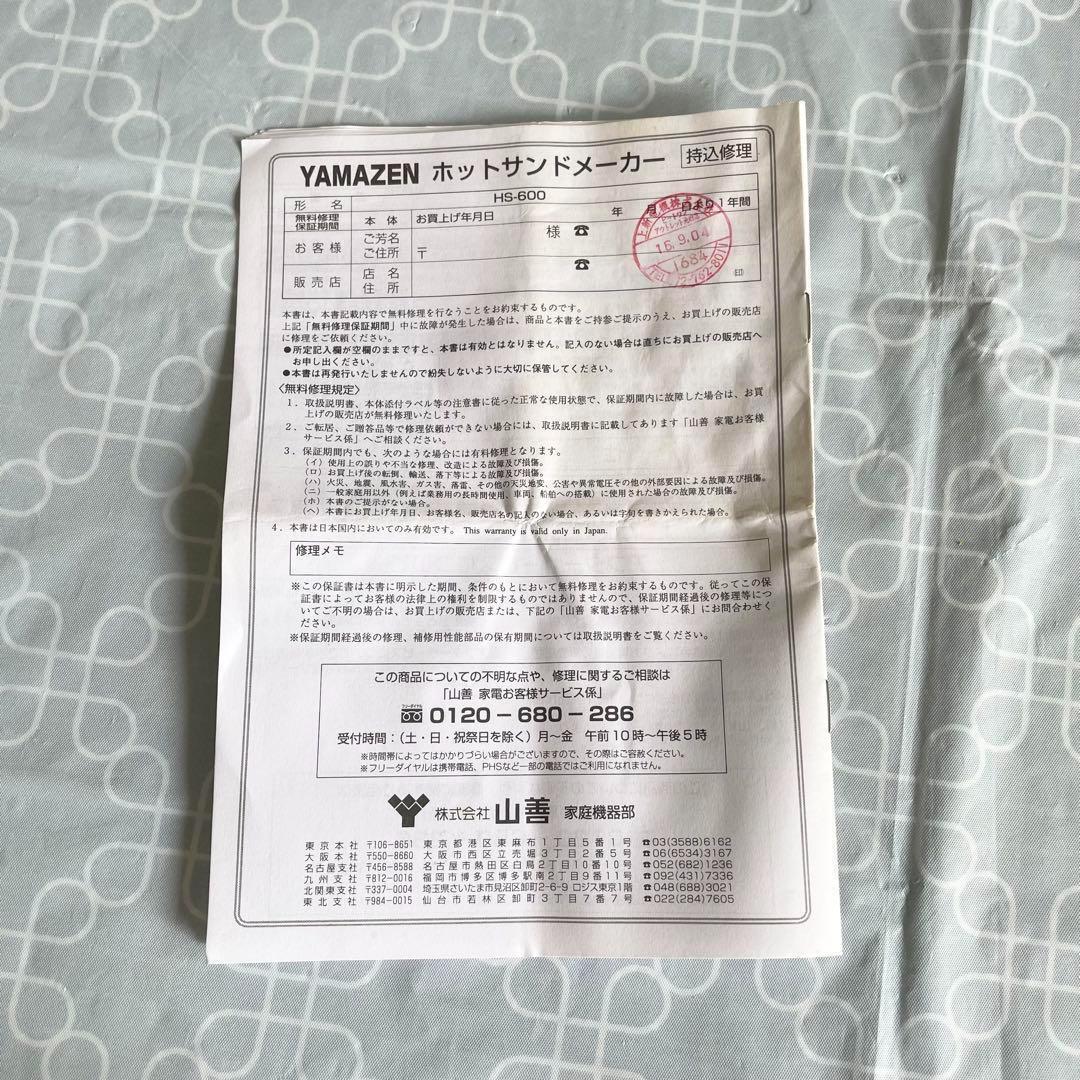 YAMAZEN ホットサンドメーカー 持込修理
形名 HS-600
無料修理保証期間 本体 お買上げ年月日 年 月 日より1年間
お客様 ご芳名 様 ☎
ご住所 〒
販売店 店名 ☎
住所 ㊞
アウトレット
15.9.04
1684
本書は、本書記載内容で無料修理を行なうことをお約束するものです。
上記「無料修理保証期間」中に故障が発生した場合は、商品と本書をご持参ご提示のうえ、お買上げの販売店
に修理をご依頼ください。
●所定記入欄が空欄のままですと、本書は有効とはなりません。記入のない場合は直ちにお買上げの販売店へ
お申し出ください。
●本書は再発行いたしませんので紛失しないように大切に保管してください。
〈無料修理規定〉
1．取扱説明書、本体添付ラベル等の注意書に従った正常な使用状態で、保証期間内に故障した場合は、お買
上げの販売店が無料修理いたします。
2．ご転居、ご贈答品等で修理依頼ができない場合には、取扱説明書に記載してあります「山善 家電お客様
サービス係」へご相談ください。
3．保証期間内でも、次のような場合には有料修理となります。
（イ）使用上の誤りや不当な修理、改造による故障及び損傷。
（ロ）お買上げ後の転倒、輸送、落下等による故障及び損傷。
（ハ）火災、地震、風水害、ガス害、落雷、その他の天災地変、公害や異常電圧その他の外部要因による故障及び損傷。
（ニ）一般家庭用以外（例えば業務用の長時間使用、車両、船舶への搭載）に使用された場合の故障及び損傷。
（ホ）本書のご提示がない場合。
（ヘ）本書にお買上げ年月日、お客様名、販売店名の記入のない場合、あるいは字句を書きかえられた場合。
4．本書は日本国内においてのみ有効です。 This warranty is valid only in Japan.
修理メモ
※この保証書は本書に明示した期間、条件のもとにおいて無料修理をお約束するものです。従ってこの保
証書によってお客様の法律上の権利を制限するものではありませんので、保証期間経過後の修理等につ
いてご不明の場合は、お買上げの販売店または、下記の「山善 家電お客様サービス係」にお問合わせく
ださい。
※保証期間経過後の修理、補修用性能部品の保有期間については取扱説明書をご覧ください。
この商品についての不明な点や、修理に関するご相談は
「山善 家電お客様サービス係」
フリーダイヤル 0120－680－286
受付時間：（土・日・祝祭日を除く）月～金 午前10時～午後5時
※時間帯によってはかかりづらい場合がございますので、その際はご容赦ください。
※フリーダイヤルは携帯電話、PHSなど一部の電話ではご利用になれません。
株式会社 山善 家庭機器部
東京本社 〒106-8651 東京都港区東麻布1丁目5番1号 ☎03(3588)6162
大阪本社 〒550-8660 大阪市西区立売堀3丁目2番5号 ☎06(6534)3167
名古屋支社 〒456-8588 名古屋市熱田区白鳥2丁目10番10号 ☎052(682)1236
九州支社 〒812-0016 福岡市博多区博多駅南2丁目9番11号 ☎092(431)7336
北関東支社 〒337-0004 埼玉県さいたま市見沼区卸町2-6-9 ロジス東京1階 ☎048(688)3021
東北支社 〒984-0015 仙台市若林区卸町3丁目7番7号 ☎022(284)7605